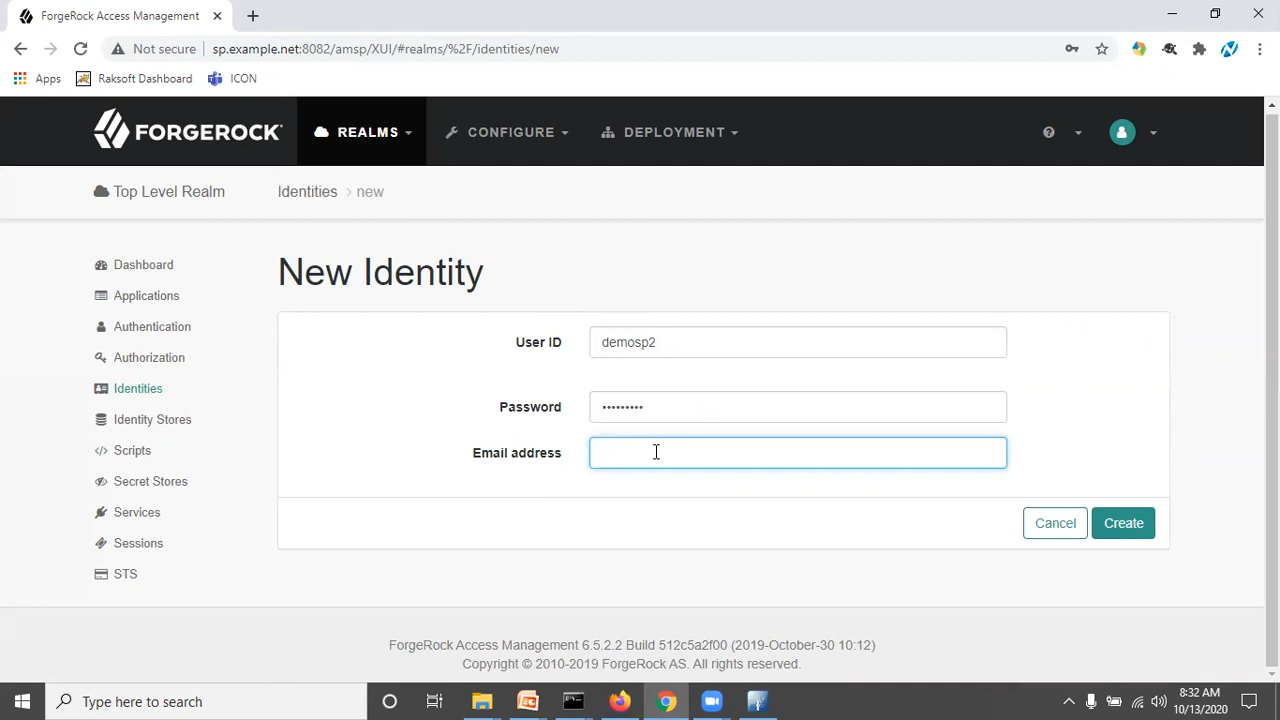 ForgeRock Access Management
Not secure
sp.example.net:8082/amsp/XUI/#realms/%2F/identities/new
Apps
Raksoft Dashboard
ICON
FORGEROCK
REALMS
CONFIGURE
DEPLOYMENT
Top Level Realm
Identities > new
Dashboard
Applications
Authentication
Authorization
Identities
Identity Stores
Scripts
Secret Stores
Services
Sessions
STS
New Identity
User ID
demosp2
Password
•••••••••
Email address
Cancel
Create
ForgeRock Access Management 6.5.2.2 Build 512c5a2f00 (2019-October-30 10:12)
Copyright © 2010-2019 ForgeRock AS. All rights reserved.
Type here to search
8:32 AM
10/13/2020